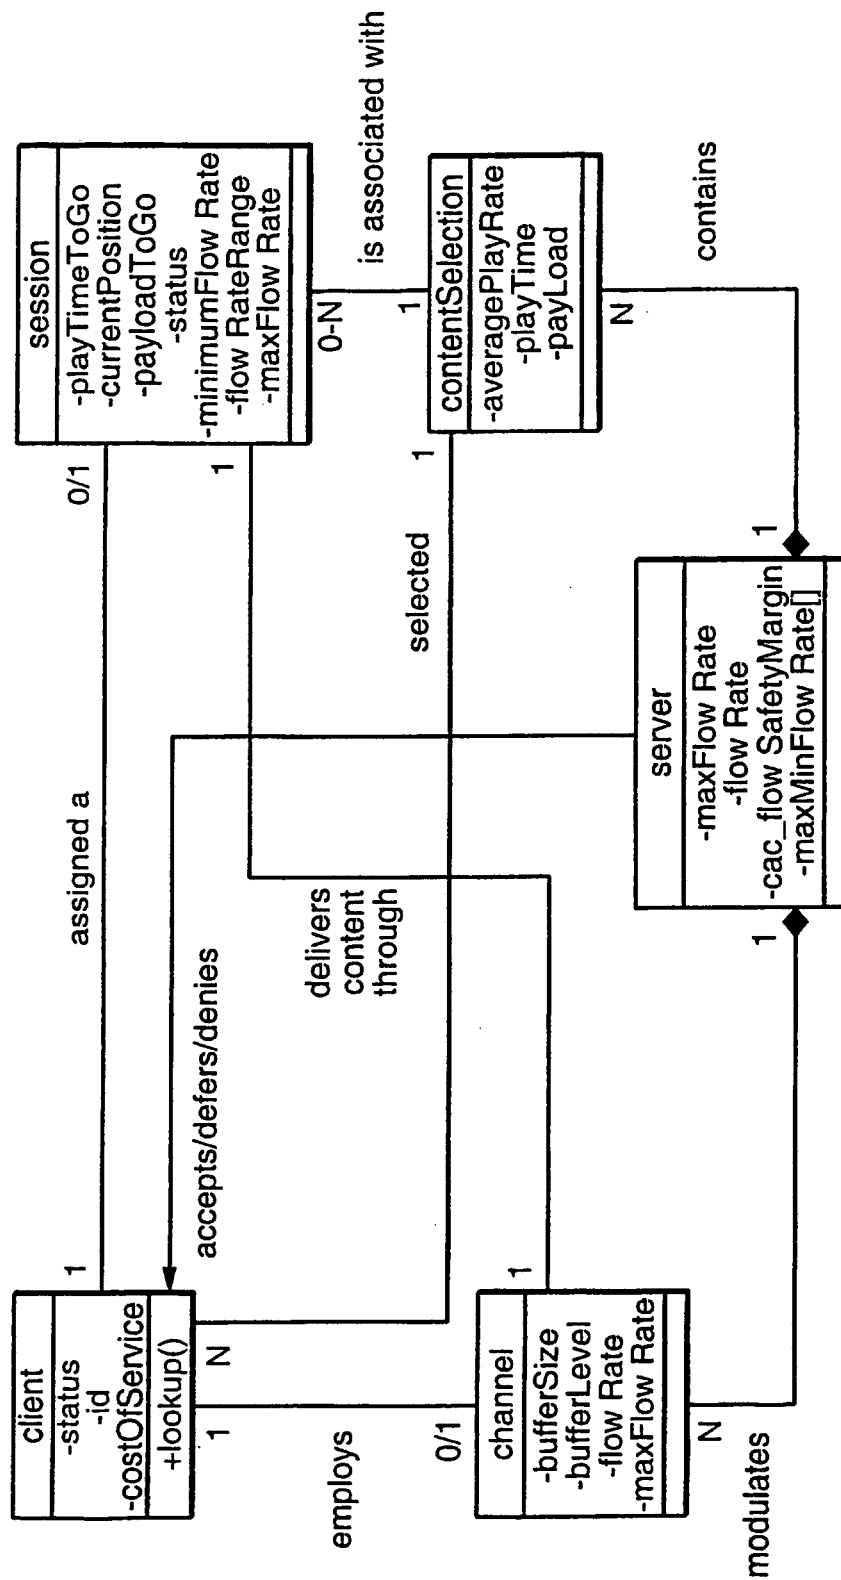 client
-status
-id
-costOfService
+lookup()
1
assigned a
0/1
session
-playTimeToGo
-currentPosition
-payloadToGo
-status
-minimumFlow Rate
-flow RateRange
-maxFlow Rate
accepts/defers/denies
N
selected
1
1
employs
0/1
delivers
content
through
1
1
0-N
is associated with
1
contentSelection
-averagePlayRate
-playTime
-payLoad
channel
-bufferSize
-bufferLevel
-flow Rate
-maxFlow Rate
N
modulates
1
server
-maxFlow Rate
-flow Rate
-cac_flow SafetyMargin
-maxMinFlow Rate[]
1
N
contains